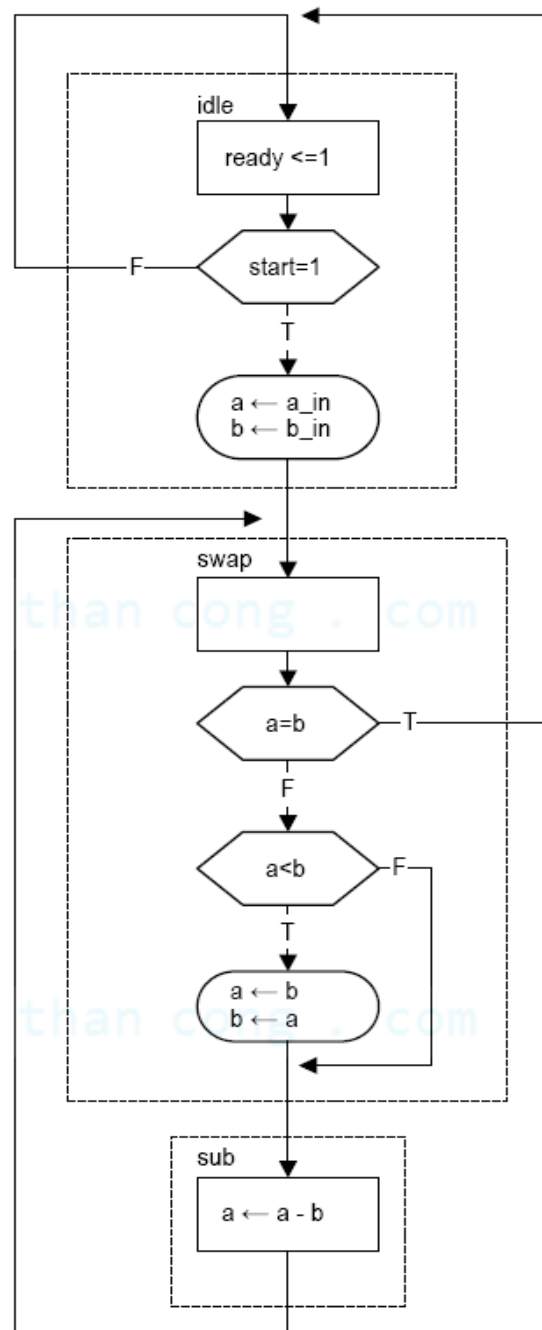 idle
ready <=1
F
start=1
T
a ← a_in
b ← b_in
swap
than cong . com
a=b
T
F
a<b
F
T
a ← b
b ← a
than cong . com
sub
a ← a - b